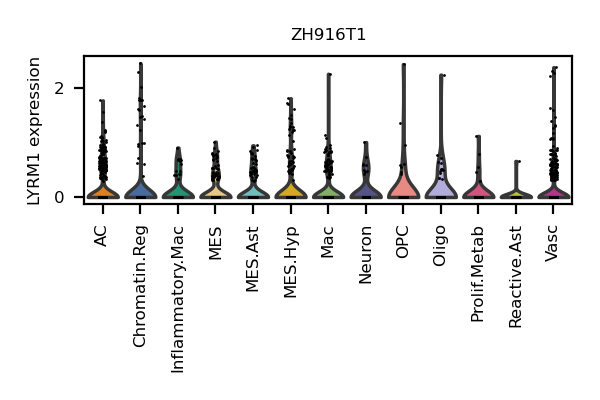 ZH916T1
LYRM1 expression
2
0
AC
Chromatin.Reg
Inflammatory.Mac
MES
MES.Ast
MES.Hyp
Mac
Neuron
OPC
Oligo
Prolif.Metab
Reactive.Ast
Vasc